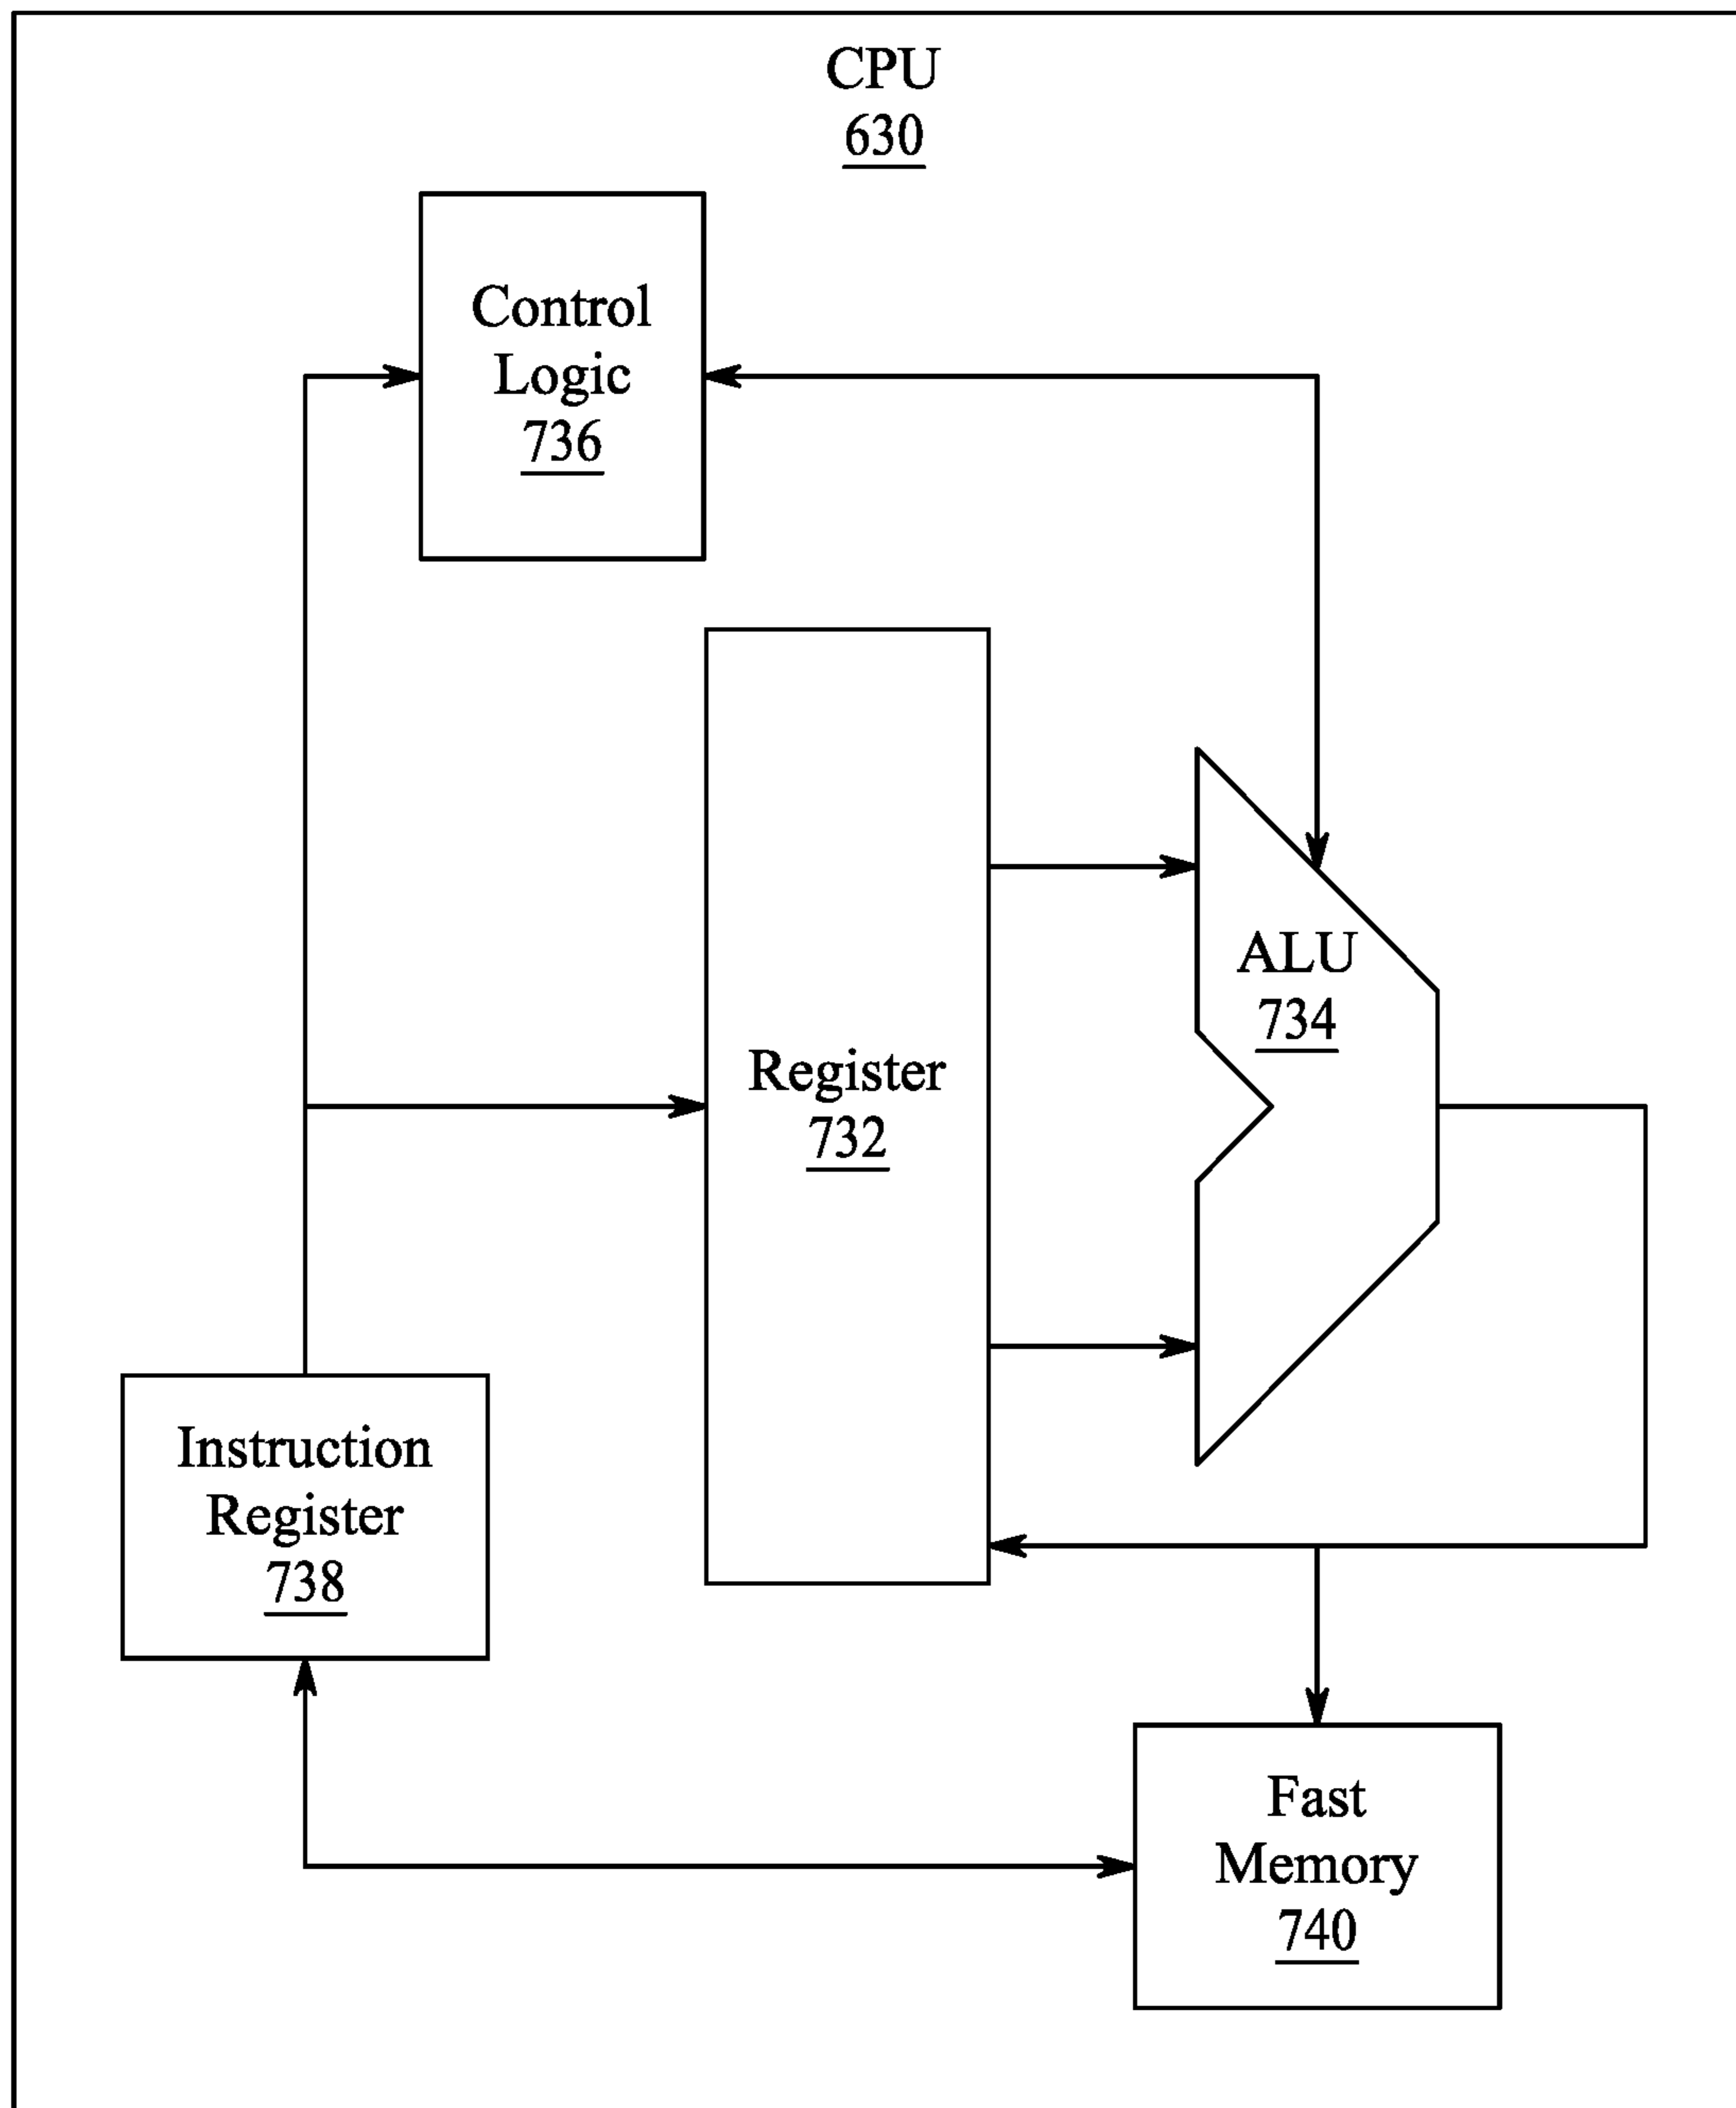 CPU
630
Control
Logic
736
ALU
734
Register
732
Instruction
Register
738
Fast
Memory
740